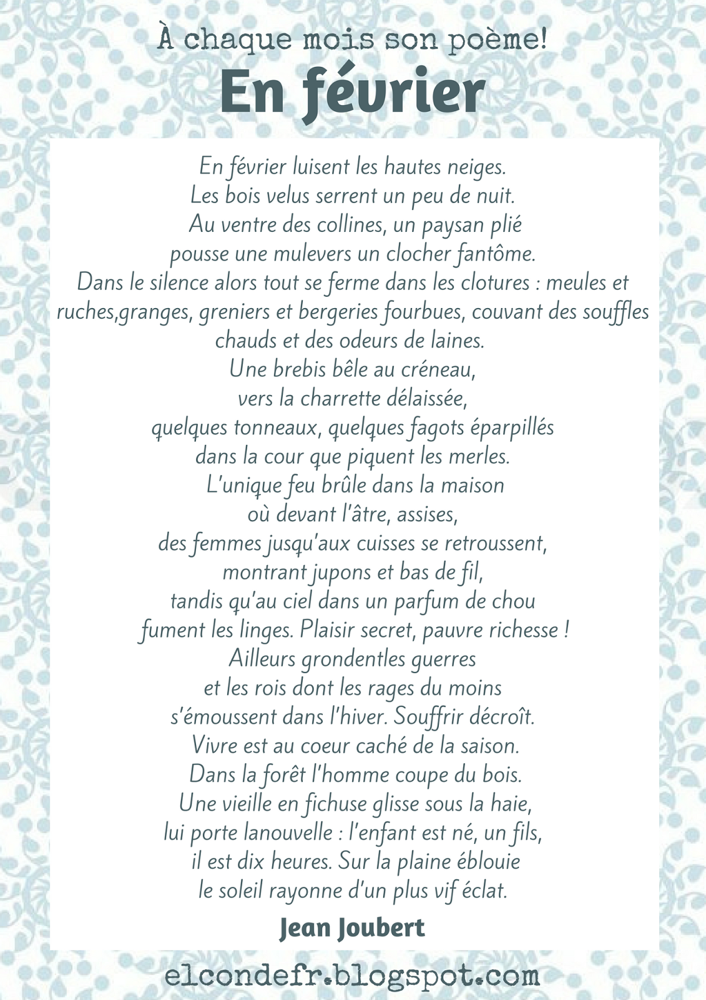 À chaque mois son poème!
En février
En février luisent les hautes neiges.
Les bois velus serrent un peu de nuit.
Au ventre des collines, un paysan plié
pousse une mulevers un clocher fantôme.
Dans le silence alors tout se ferme dans les clotures : meules et
ruches,granges, greniers et bergeries fourbues, couvant des souffles
chauds et des odeurs de laines.
Une brebis bêle au créneau,
vers la charrette délaissée,
quelques tonneaux, quelques fagots éparpillés
dans la cour que piquent les merles.
L'unique feu brûle dans la maison
où devant l'âtre, assises,
des femmes jusqu'aux cuisses se retroussent,
montrant jupons et bas de fil,
tandis qu'au ciel dans un parfum de chou
fument les linges. Plaisir secret, pauvre richesse !
Ailleurs grondentles guerres
et les rois dont les rages du moins
s'émoussent dans l'hiver. Souffrir décroît.
Vivre est au coeur caché de la saison.
Dans la forêt l'homme coupe du bois.
Une vieille en fichuse glisse sous la haie,
lui porte lanouvelle : l'enfant est né, un fils,
il est dix heures. Sur la plaine éblouie
le soleil rayonne d'un plus vif éclat.
Jean Joubert
elcondefr.blogspot.com